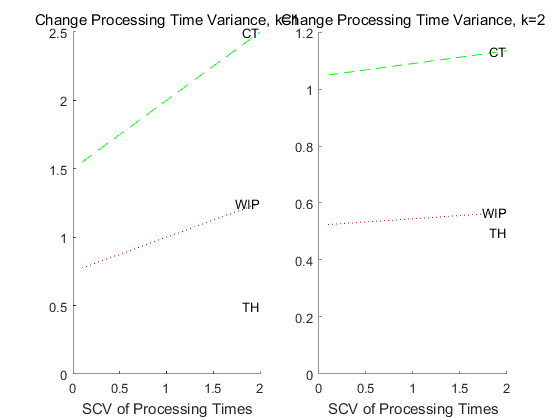 Change Processing Time Variance, k=1
Change Processing Time Variance, k=2
2.5
2
1.5
1
0.5
0
CT
WIP
TH
0 0.5 1 1.5 2
SCV of Processing Times
1.2
1
0.8
0.6
0.4
0.2
0
CT
WIP
TH
0 0.5 1 1.5 2
SCV of Processing Times